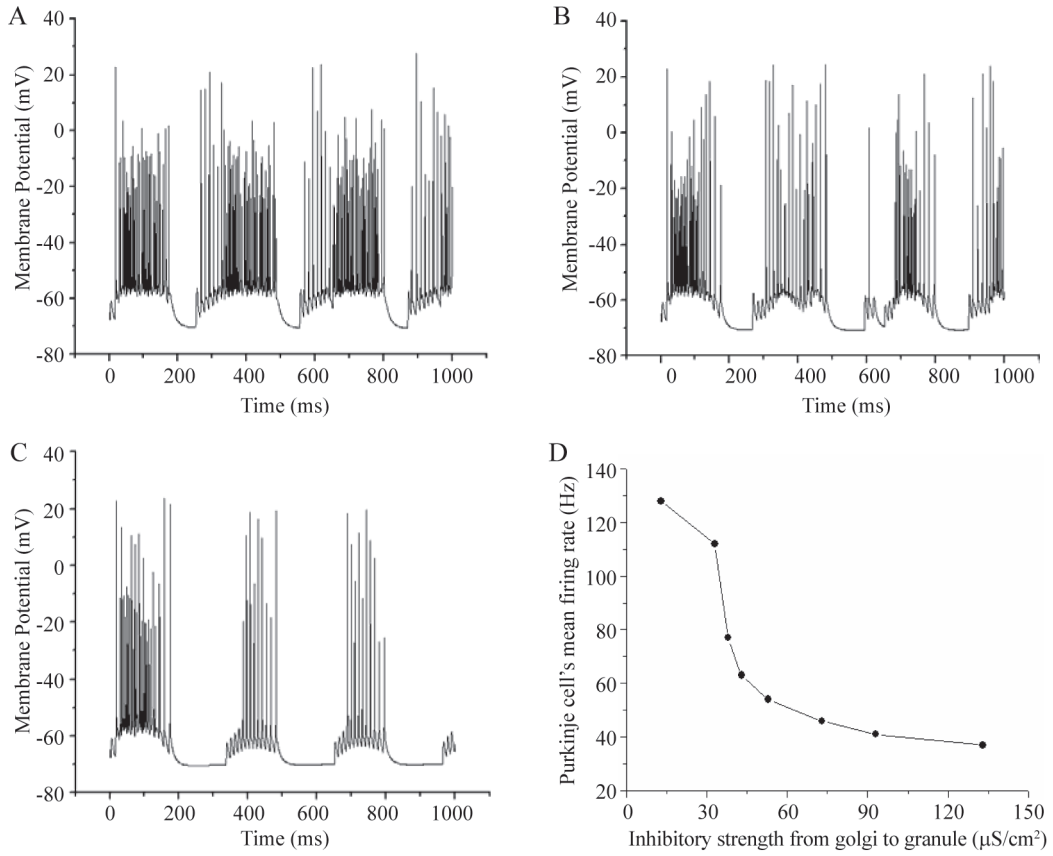 A
Membrane Potential (mV)
40
20
0
-20
-40
-60
-80
0 200 400 600 800 1000
Time (ms)
B
Membrane Potential (mV)
40
20
0
-20
-40
-60
-80
0 200 400 600 800 1000
Time (ms)
C
Membrane Potential (mV)
40
20
0
-20
-40
-60
-80
0 200 400 600 800 1000
Time (ms)
D
Purkinje cell's mean firing rate (Hz)
140
120
100
80
60
40
20
0 30 60 90 120 150
Inhibitory strength from golgi to granule (μS/cm²)